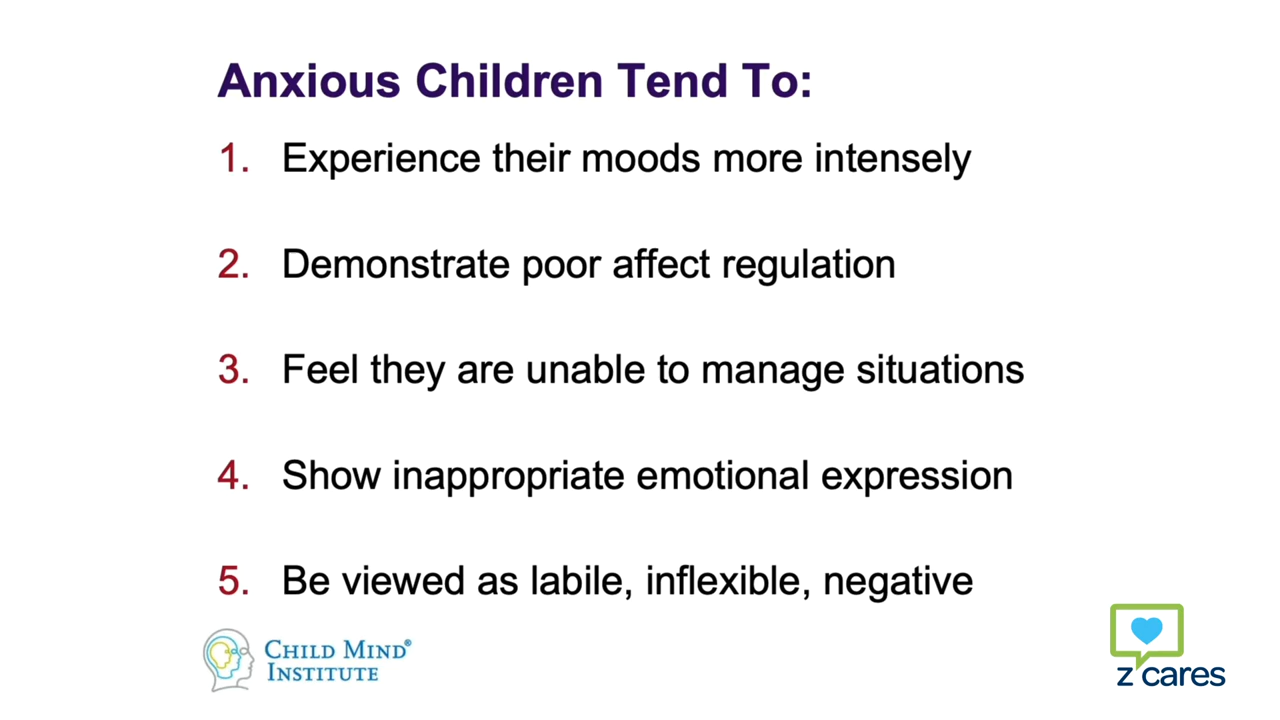 Anxious Children Tend To:
1. Experience their moods more intensely
2. Demonstrate poor affect regulation
3. Feel they are unable to manage situations
4. Show inappropriate emotional expression
5. Be viewed as labile, inflexible, negative
CHILD MIND®
INSTITUTE
z cares